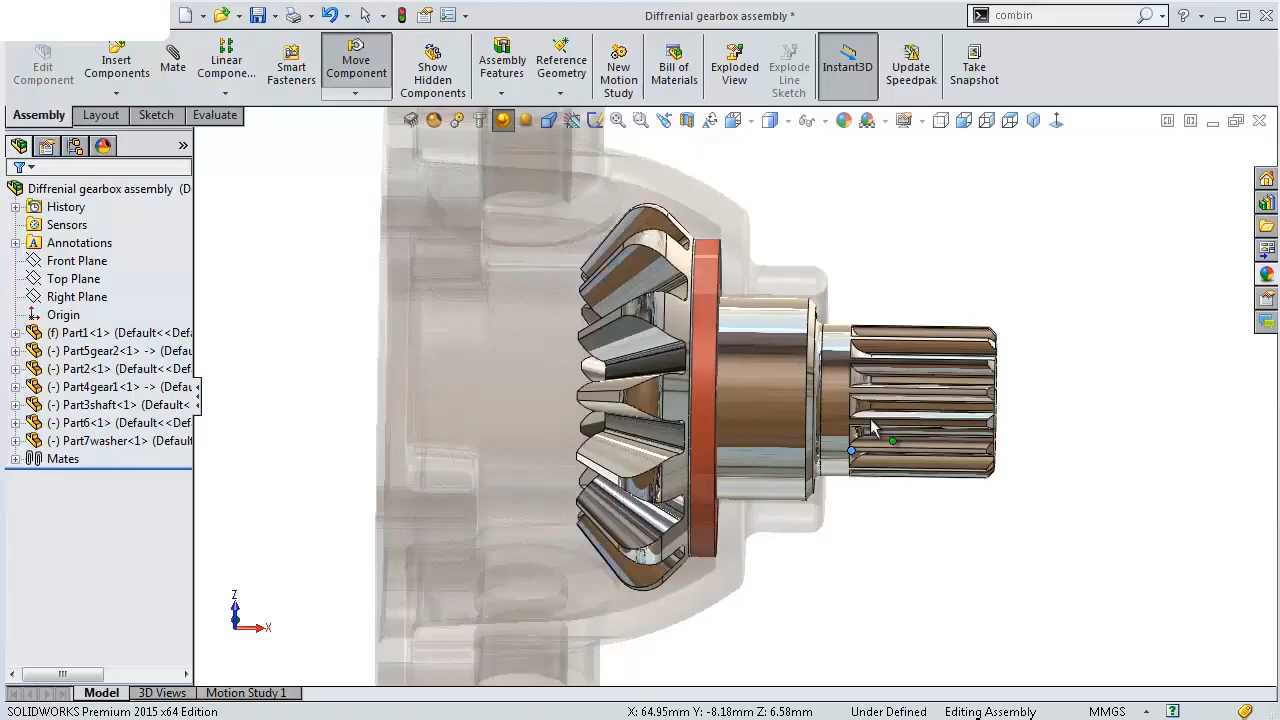 Diffrenial gearbox assembly *
combin
Edit Component
Insert Components
Mate
Linear Compone...
Smart Fasteners
Move Component
Show Hidden Components
Assembly Features
Reference Geometry
New Motion Study
Bill of Materials
Exploded View
Explode Line Sketch
Instant3D
Update Speedpak
Take Snapshot
Assembly
Layout
Sketch
Evaluate
Diffrenial gearbox assembly (D
History
Sensors
Annotations
Front Plane
Top Plane
Right Plane
Origin
(f) Part1<1> (Default<<Def
(-) Part5gear2<1> -> (Defau
(-) Part2<1> (Default<<Def
(-) Part4gear1<1> -> (Defau
(-) Part3shaft<1> (Default<
(-) Part6<1> (Default<<Def
(-) Part7washer<1> (Default
Mates
Z
X
Model
3D Views
Motion Study 1
SOLIDWORKS Premium 2015 x64 Edition
X: 64.95mm Y: -8.18mm Z: 6.58mm
Under Defined
Editing Assembly
MMGS